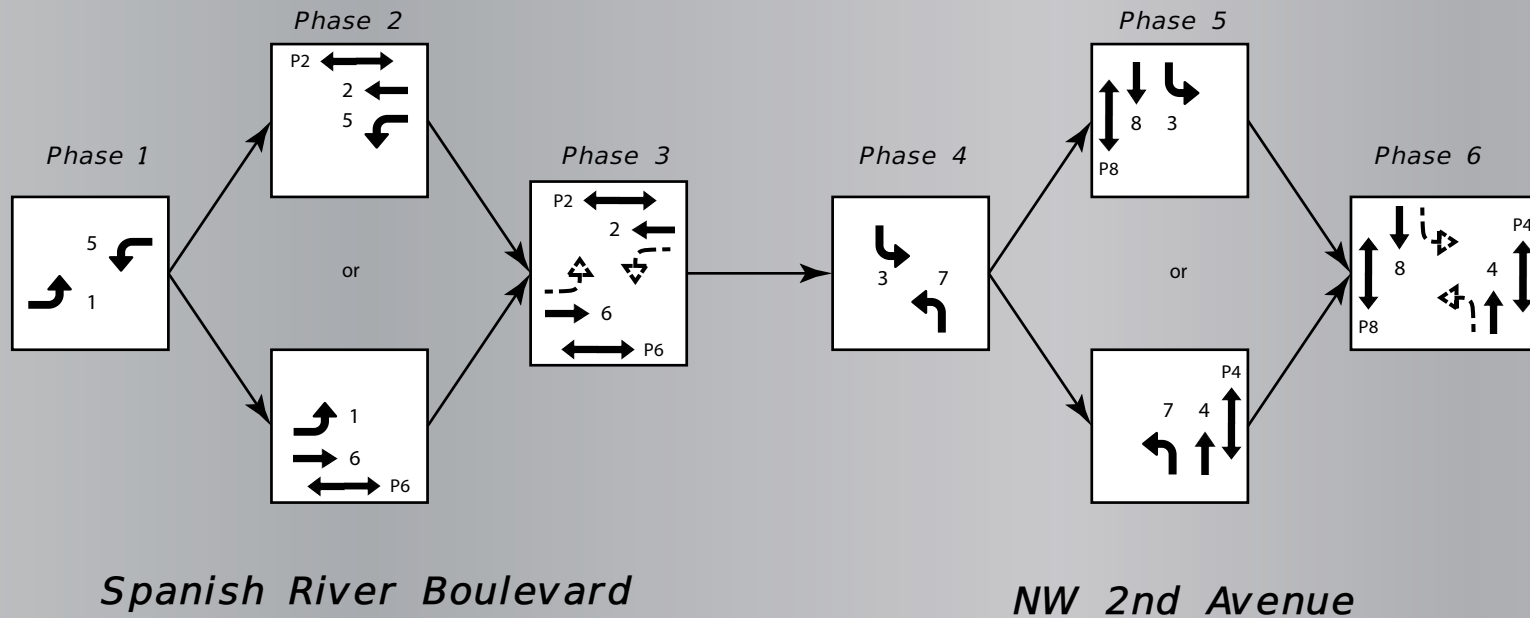 Phase 1
5
1
Phase 2
P2
2
5
or
1
6
P6
Phase 3
P2
2
6
P6
Phase 4
3
7
Phase 5
8
3
P8
or
P4
7
4
Phase 6
P4
8
4
P8
Spanish River Boulevard
NW 2nd Avenue